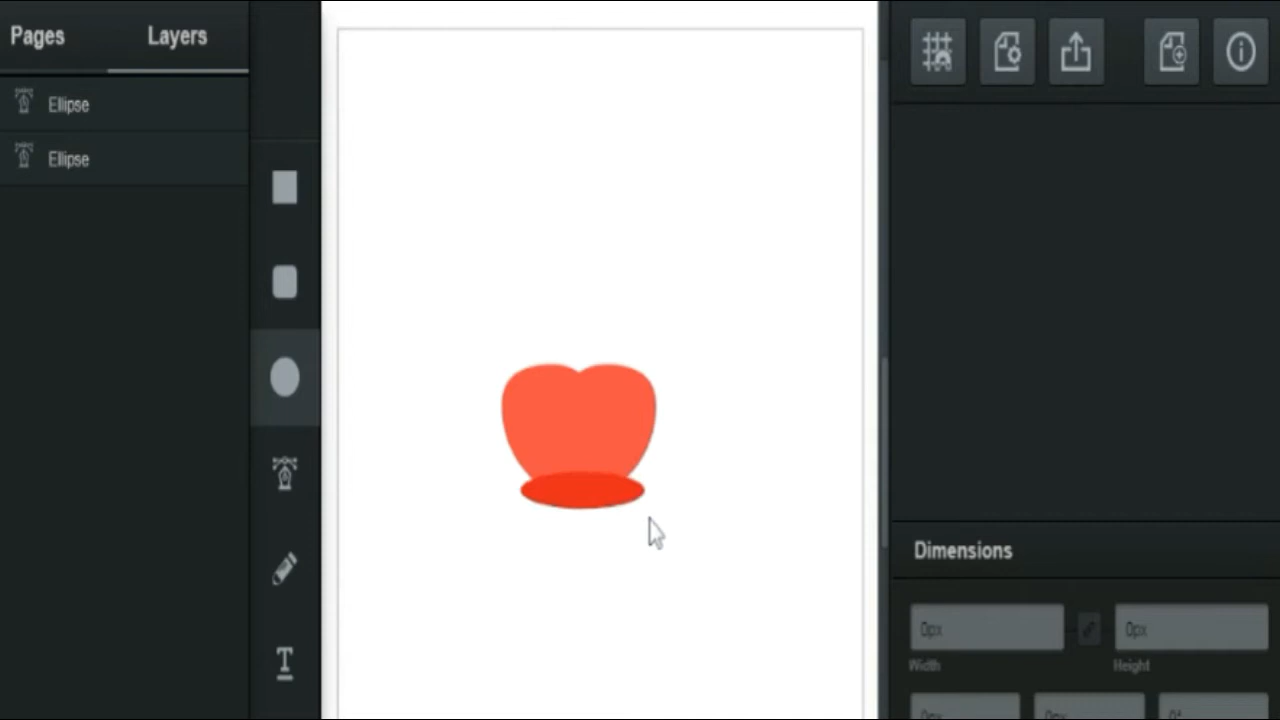 Pages
Layers
Ellipse
Ellipse
Dimensions
0px
0px
Width
Height